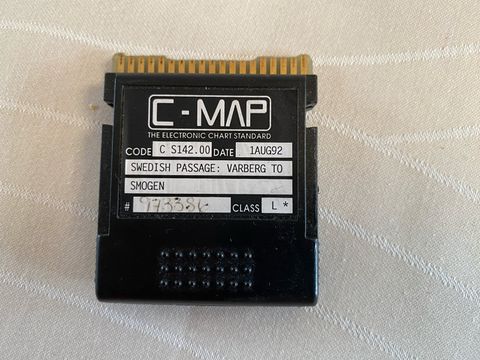 C-MAP
THE ELECTRONIC CHART STANDARD
CODE C S142.00 DATE 1AUG92
SWEDISH PASSAGE: VARBERG TO
SMOGEN
# CLASS L *